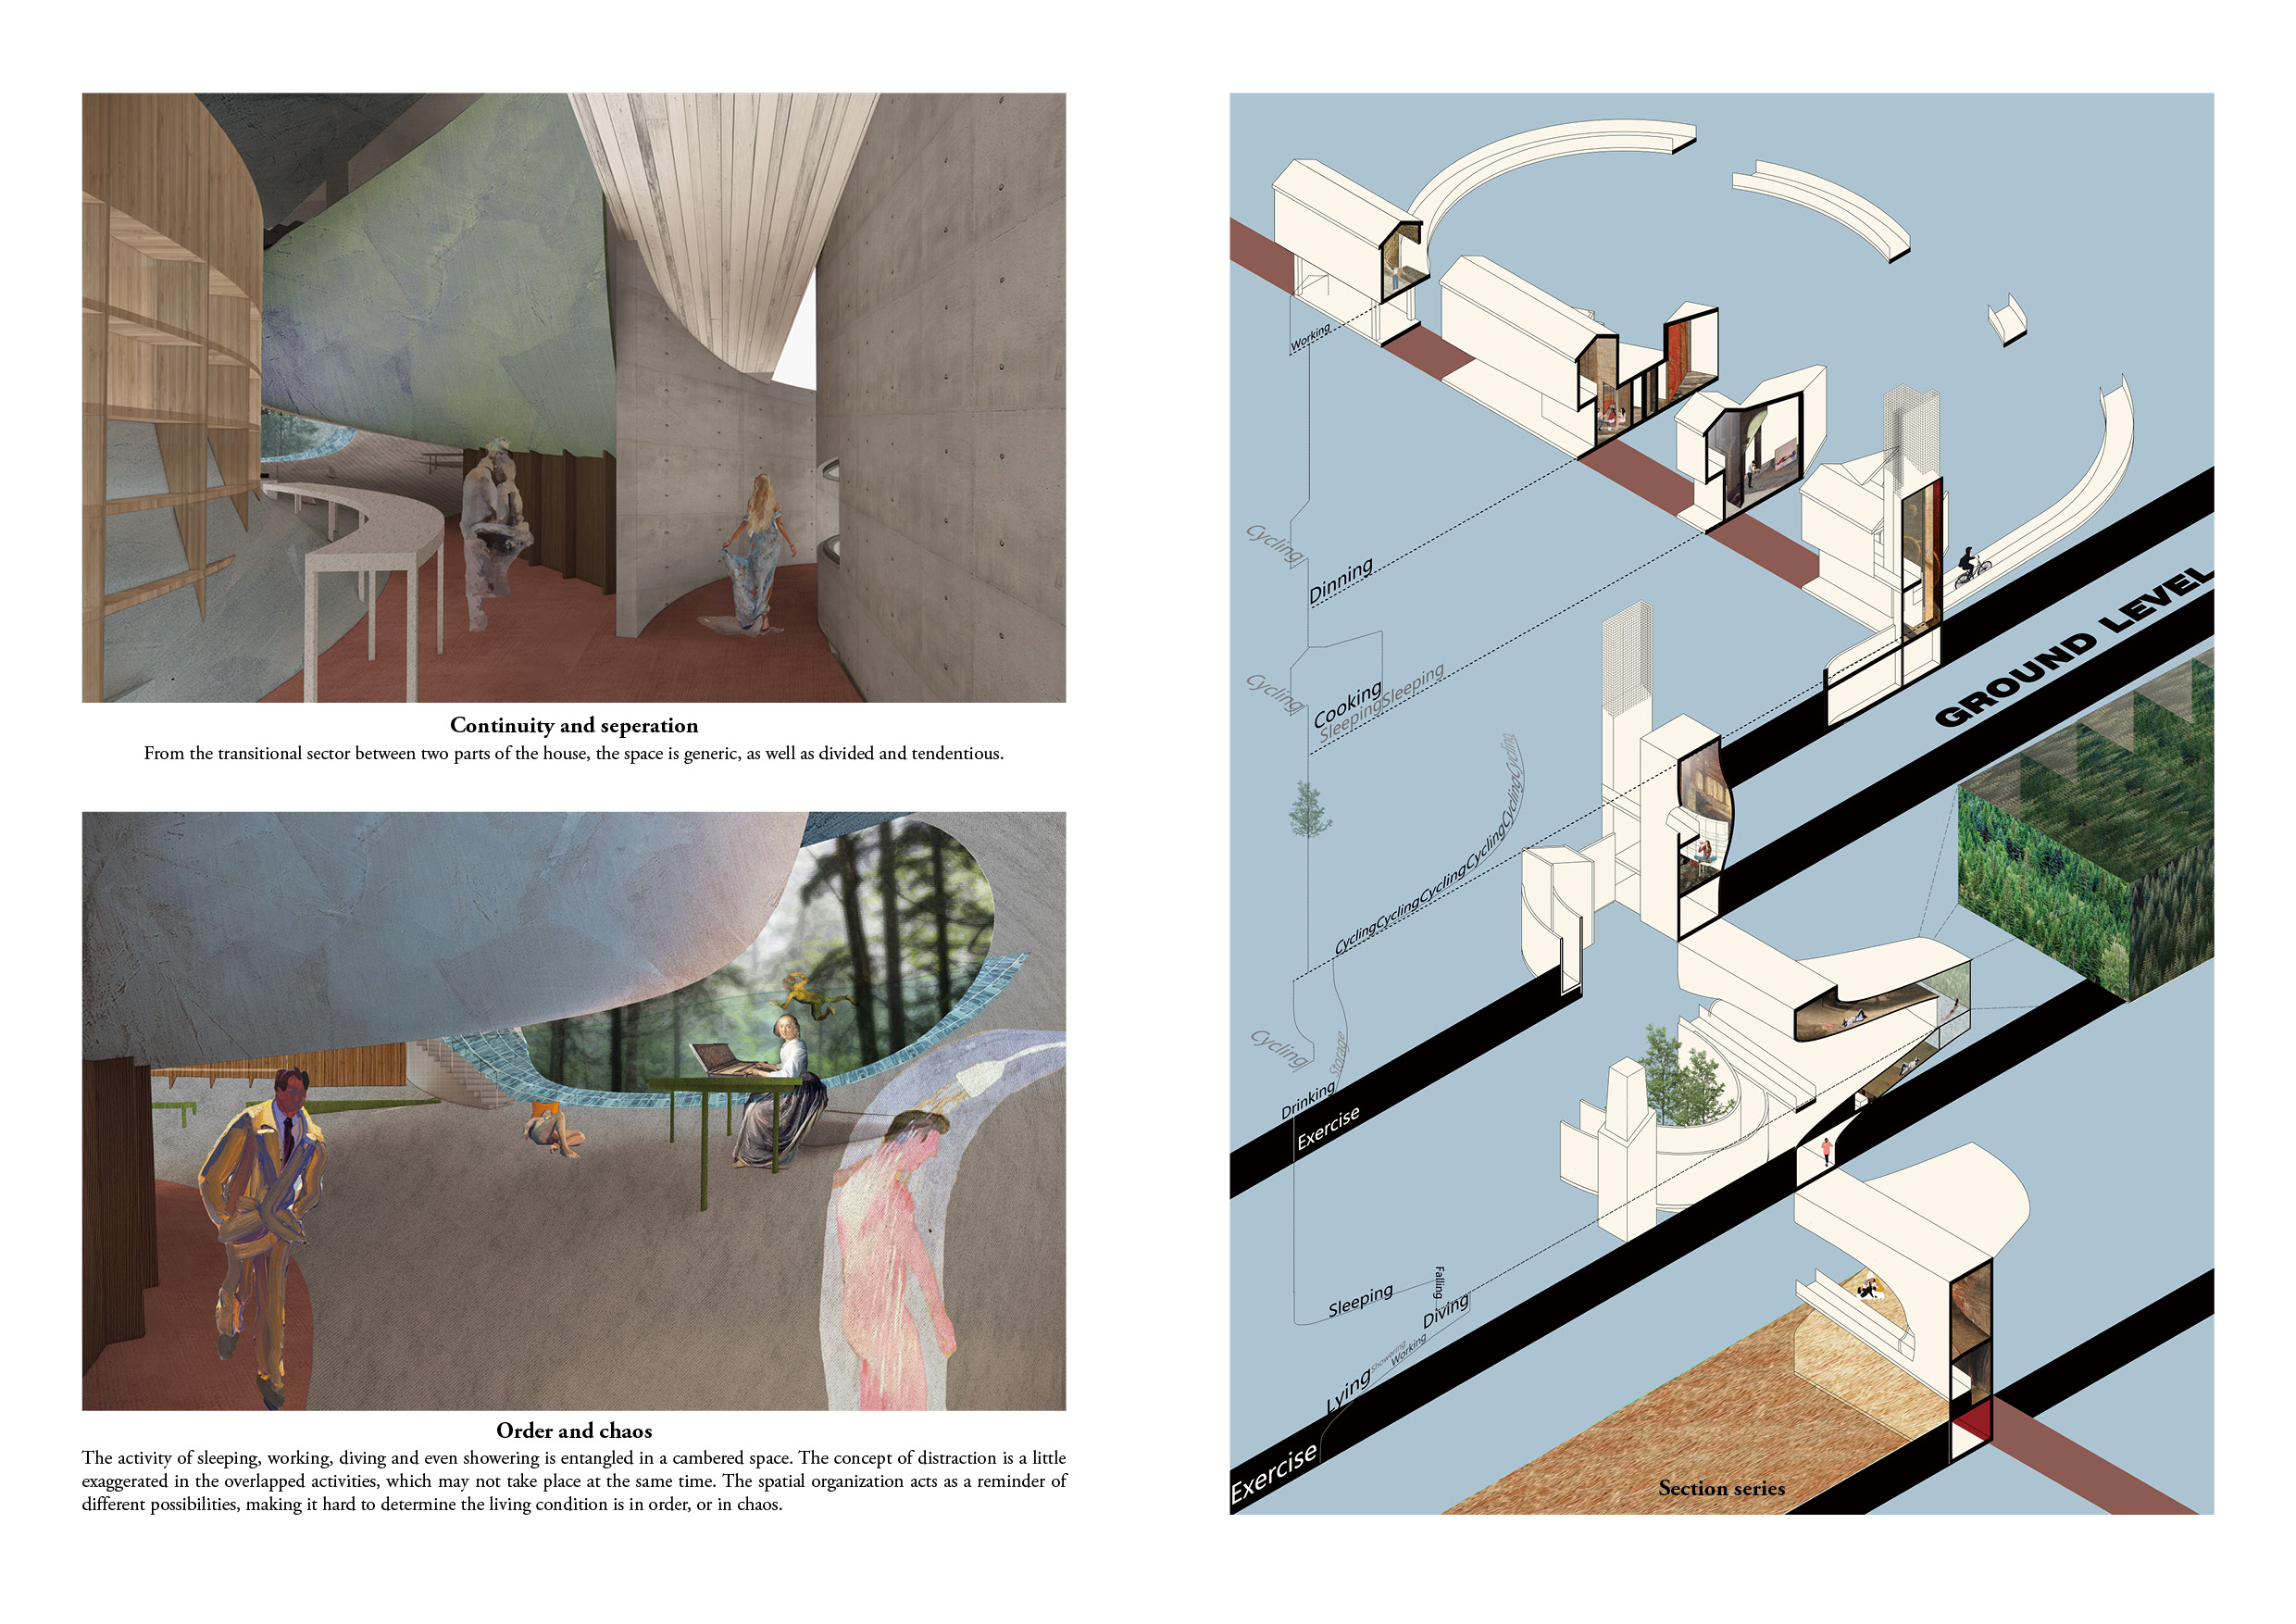 Continuity and seperation
From the transitional sector between two parts of the house, the space is generic, as well as divided and tendentious.
Order and chaos
The activity of sleeping, working, diving and even showering is entangled in a cambered space. The concept of distraction is a little
exaggerated in the overlapped activities, which may not take place at the same time. The spatial organization acts as a reminder of
different possibilities, making it hard to determine the living condition is in order, or in chaos.
Working
Cycling
Dinning
GROUND LEVEL
Cycling
Cooking
SleepingSleeping
CyclingCyclingCyclingCyclingCyclingCycling
Cycling
Storage
Drinking
Exercise
Sleeping
Falling
Diving
Showering
Working
Lying
Exercise
Section series